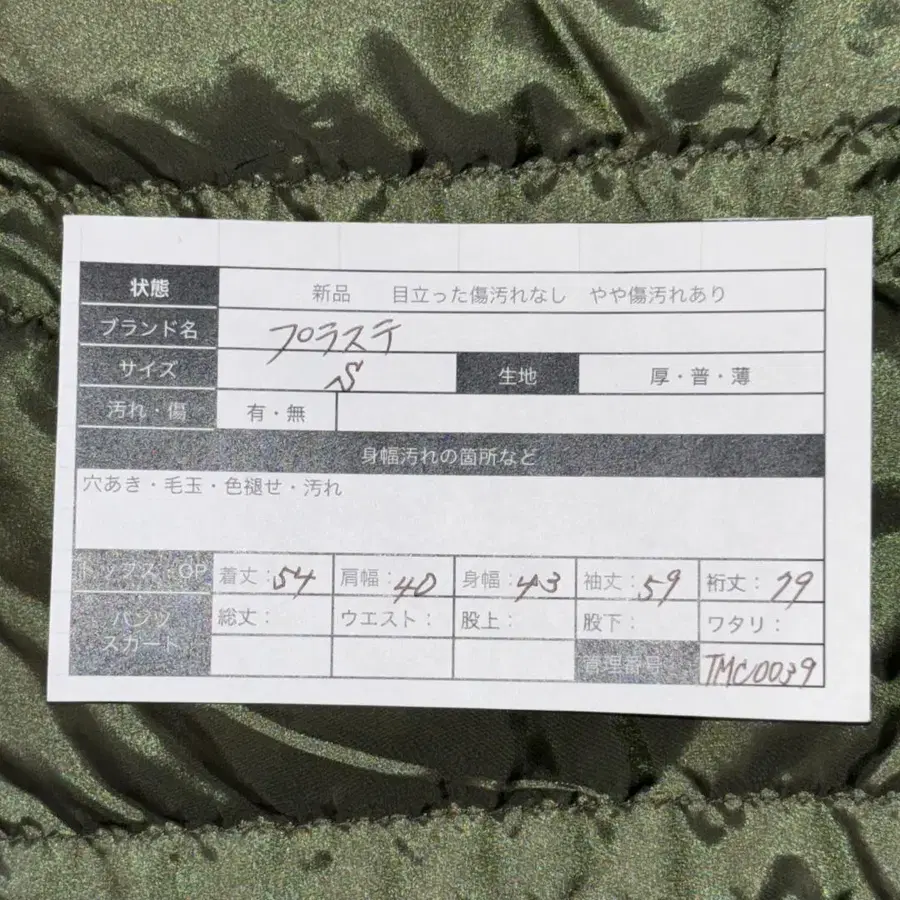 状態 新品 目立った傷汚れなし やや傷汚れあり
ブランド名 プラステ
サイズ S 生地 厚・普・薄
汚れ・傷 有・無
身幅汚れの箇所など
穴あき・毛玉・色褪せ・汚れ
トップス・OP 着丈:54 肩幅:40 身幅:43 袖丈:59 裄丈:79
パンツ スカート 総丈: ウエスト: 股上: 股下: ワタリ:
管理番号 TMC0039